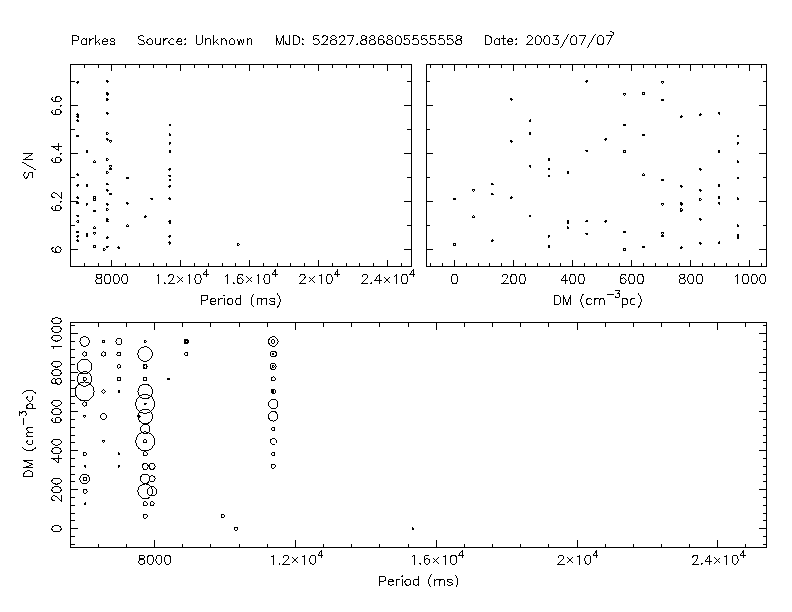 Parkes Source: Unknown MJD: 52827.886805555558 Date: 2003/07/07
S/N
6.6
6.4
6.2
6
8000 1.2×10⁴ 1.6×10⁴ 2×10⁴ 2.4×10⁴
Period (ms)
0 200 400 600 800 1000
DM (cm⁻³pc)
DM (cm⁻³pc)
1000
800
600
400
200
0
8000 1.2×10⁴ 1.6×10⁴ 2×10⁴ 2.4×10⁴
Period (ms)